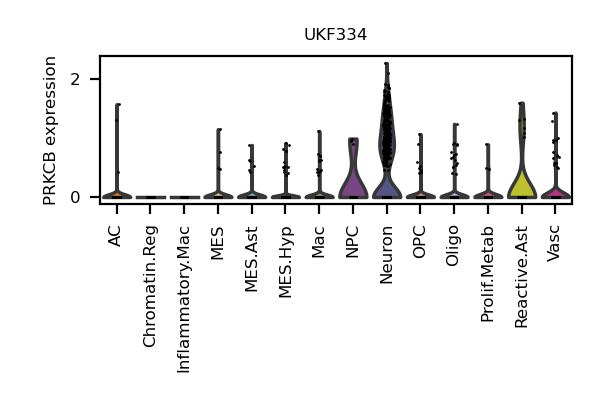 UKF334
PRKCB expression
2
0
AC
Chromatin.Reg
Inflammatory.Mac
MES
MES.Ast
MES.Hyp
Mac
NPC
Neuron
OPC
Oligo
Prolif.Metab
Reactive.Ast
Vasc